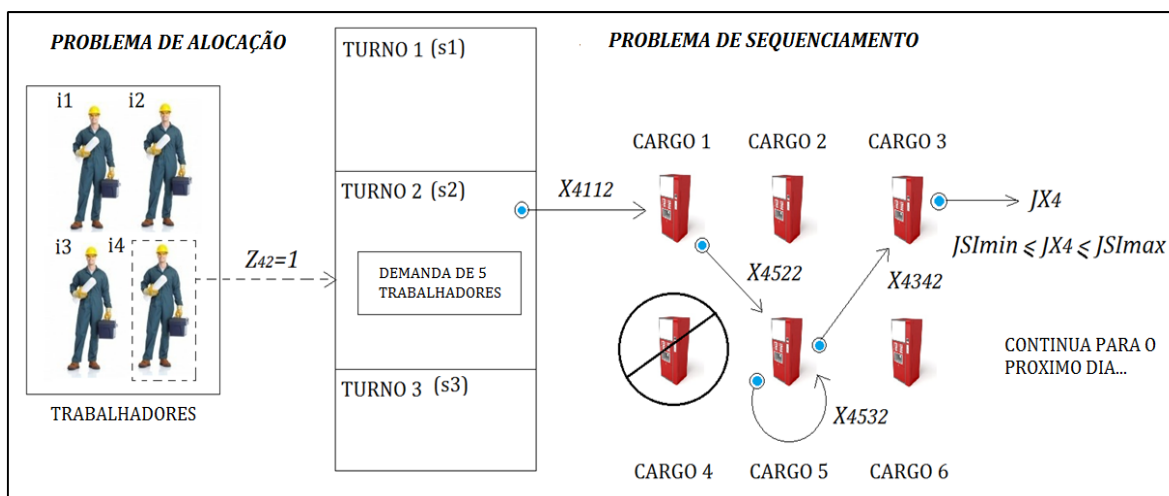 PROBLEMA DE ALOCAÇÃO
i1 i2
i3 i4
TRABALHADORES
Z42=1
TURNO 1 (s1)
TURNO 2 (s2)
DEMANDA DE 5
TRABALHADORES
TURNO 3 (s3)
PROBLEMA DE SEQUENCIAMENTO
CARGO 1 CARGO 2 CARGO 3
X4112
JX4
JSImin ⩽ JX4 ⩽ JSImax
X4522
X4342
CONTINUA PARA O
PROXIMO DIA...
X4532
CARGO 4 CARGO 5 CARGO 6